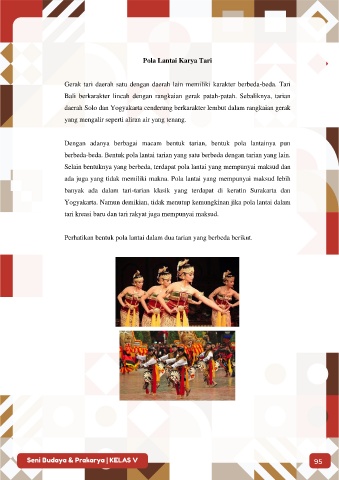 Pola Lantai Karya Tari
Gerak tari daerah satu dengan daerah lain memiliki karakter berbeda-beda. Tari
Bali berkarakter lincah dengan rangkaian gerak patah-patah. Sebaliknya, tarian
daerah Solo dan Yogyakarta cenderung berkarakter lembut dalam rangkaian gerak
yang mengalir seperti aliran air yang tenang.
Dengan adanya berbagai macam bentuk tarian, bentuk pola lantainya pun
berbeda-beda. Bentuk pola lantai tarian yang satu berbeda dengan tarian yang lain.
Selain bentuknya yang berbeda, terdapat pola lantai yang mempunyai maksud dan
ada juga yang tidak memiliki makna. Pola lantai yang mempunyai maksud lebih
banyak ada dalam tari-tarian klasik yang terdapat di keratin Surakarta dan
Yogyakarta. Namun demikian, tidak menutup kemungkinan jika pola lantai dalam
tari kreasi baru dan tari rakyat juga mempunyai maksud.
Perhatikan bentuk pola lantai dalam dua tarian yang berbeda berikut.
Seni Budaya & Prakarya | KELAS V
95